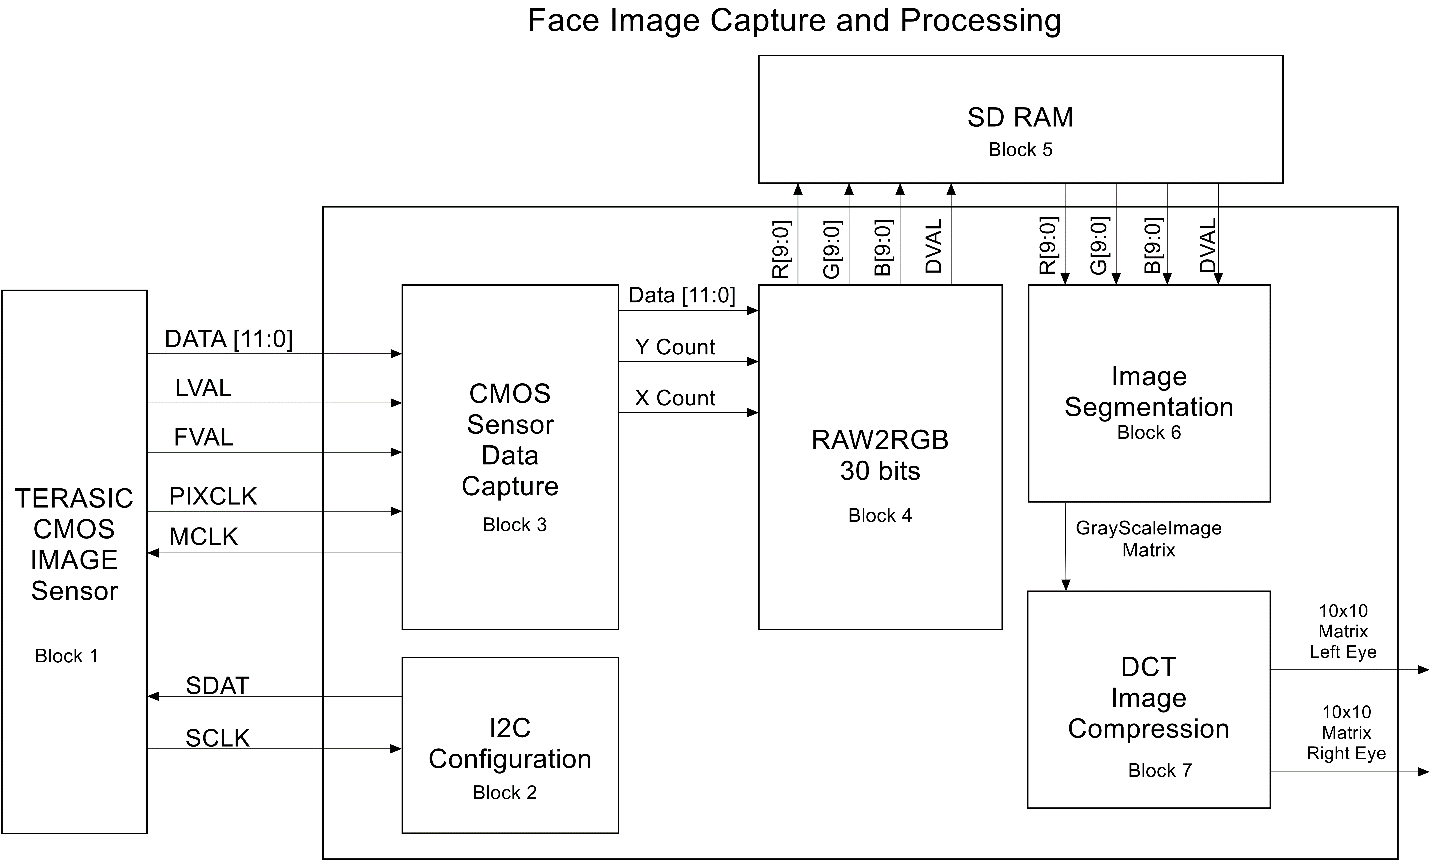 Face Image Capture and Processing
SD RAM
Block 5
R[9:0]
G[9:0]
B[9:0]
DVAL
R[9:0]
G[9:0]
B[9:0]
DVAL
TERASIC
CMOS
IMAGE
Sensor
Block 1
DATA [11:0]
LVAL
FVAL
PIXCLK
MCLK
SDAT
SCLK
CMOS
Sensor
Data
Capture
Block 3
I2C
Configuration
Block 2
Data [11:0]
Y Count
X Count
RAW2RGB
30 bits
Block 4
Image
Segmentation
Block 6
GrayScaleImage
Matrix
DCT
Image
Compression
Block 7
10x10
Matrix
Left Eye
10x10
Matrix
Right Eye